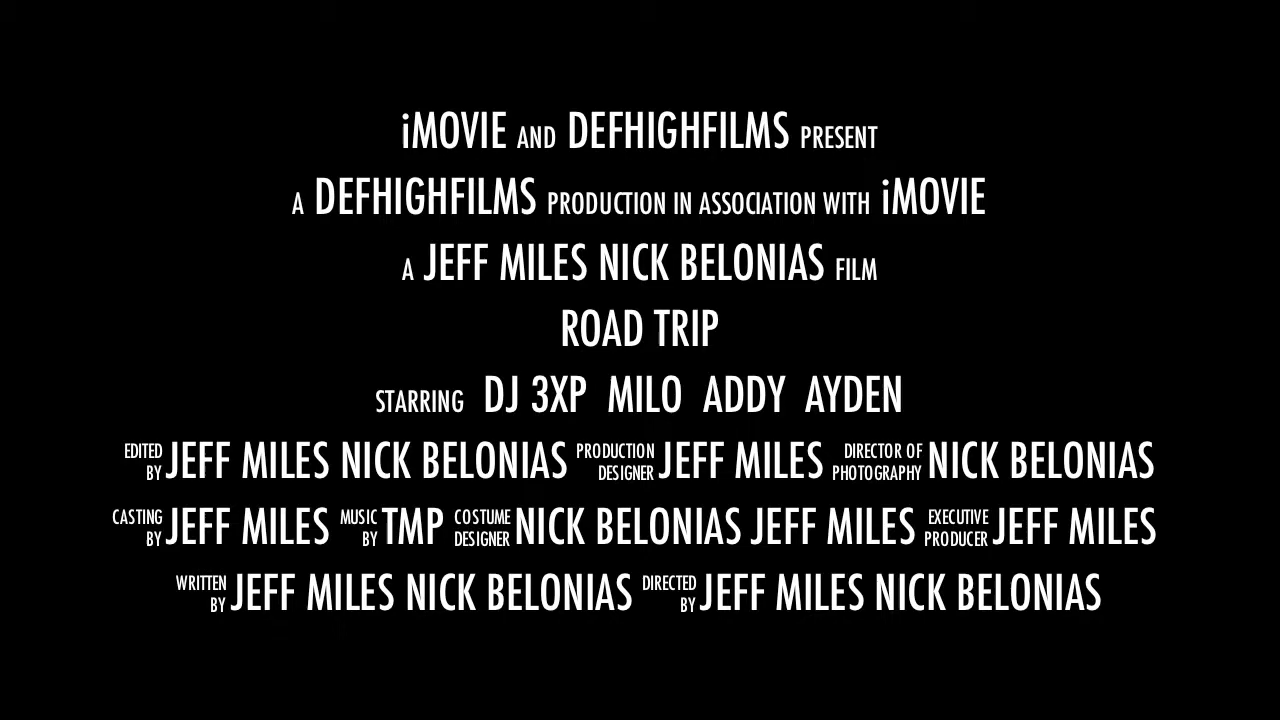 iMOVIE AND DEFHIGHFILMS PRESENT
A DEFHIGHFILMS PRODUCTION IN ASSOCIATION WITH iMOVIE
A JEFF MILES NICK BELONIAS FILM
ROAD TRIP
STARRING DJ 3XP MILO ADDY AYDEN
EDITED BY JEFF MILES NICK BELONIAS PRODUCTION DESIGNER JEFF MILES DIRECTOR OF PHOTOGRAPHY NICK BELONIAS
CASTING BY JEFF MILES MUSIC BY TMP COSTUME DESIGNER NICK BELONIAS JEFF MILES EXECUTIVE PRODUCER JEFF MILES
WRITTEN BY JEFF MILES NICK BELONIAS DIRECTED BY JEFF MILES NICK BELONIAS